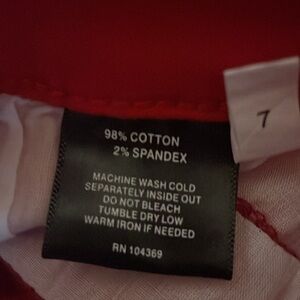 98% COTTON
2% SPANDEX
MACHINE WASH COLD
SEPARATELY INSIDE OUT
DO NOT BLEACH
TUMBLE DRY LOW
WARM IRON IF NEEDED
RN 104369
7